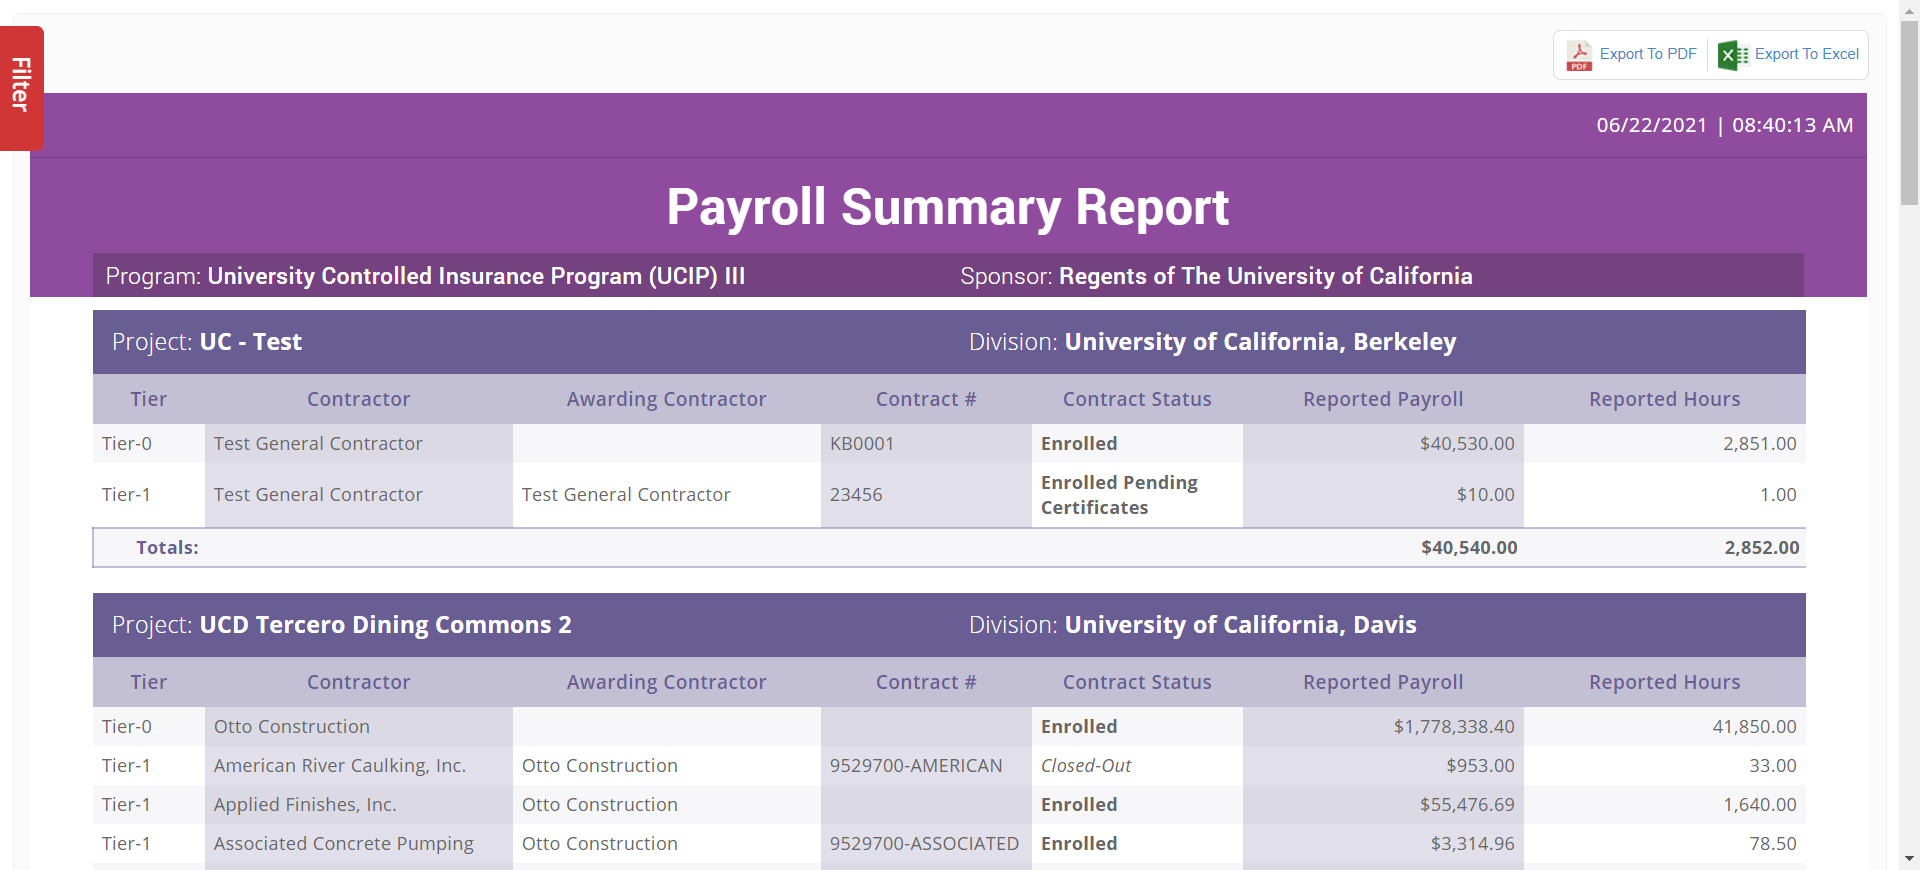 Filter
PDF Export To PDF Export To Excel
06/22/2021 | 08:40:13 AM
Payroll Summary Report
Program: University Controlled Insurance Program (UCIP) III Sponsor: Regents of The University of California
Project: UC - Test Division: University of California, Berkeley
Tier Contractor Awarding Contractor Contract # Contract Status Reported Payroll Reported Hours
Tier-0 Test General Contractor KB0001 Enrolled $40,530.00 2,851.00
Tier-1 Test General Contractor Test General Contractor 23456 Enrolled Pending $10.00 1.00
Certificates
Totals: $40,540.00 2,852.00
Project: UCD Tercero Dining Commons 2 Division: University of California, Davis
Tier Contractor Awarding Contractor Contract # Contract Status Reported Payroll Reported Hours
Tier-0 Otto Construction Enrolled $1,778,338.40 41,850.00
Tier-1 American River Caulking, Inc. Otto Construction 9529700-AMERICAN Closed-Out $953.00 33.00
Tier-1 Applied Finishes, Inc. Otto Construction Enrolled $55,476.69 1,640.00
Tier-1 Associated Concrete Pumping Otto Construction 9529700-ASSOCIATED Enrolled $3,314.96 78.50